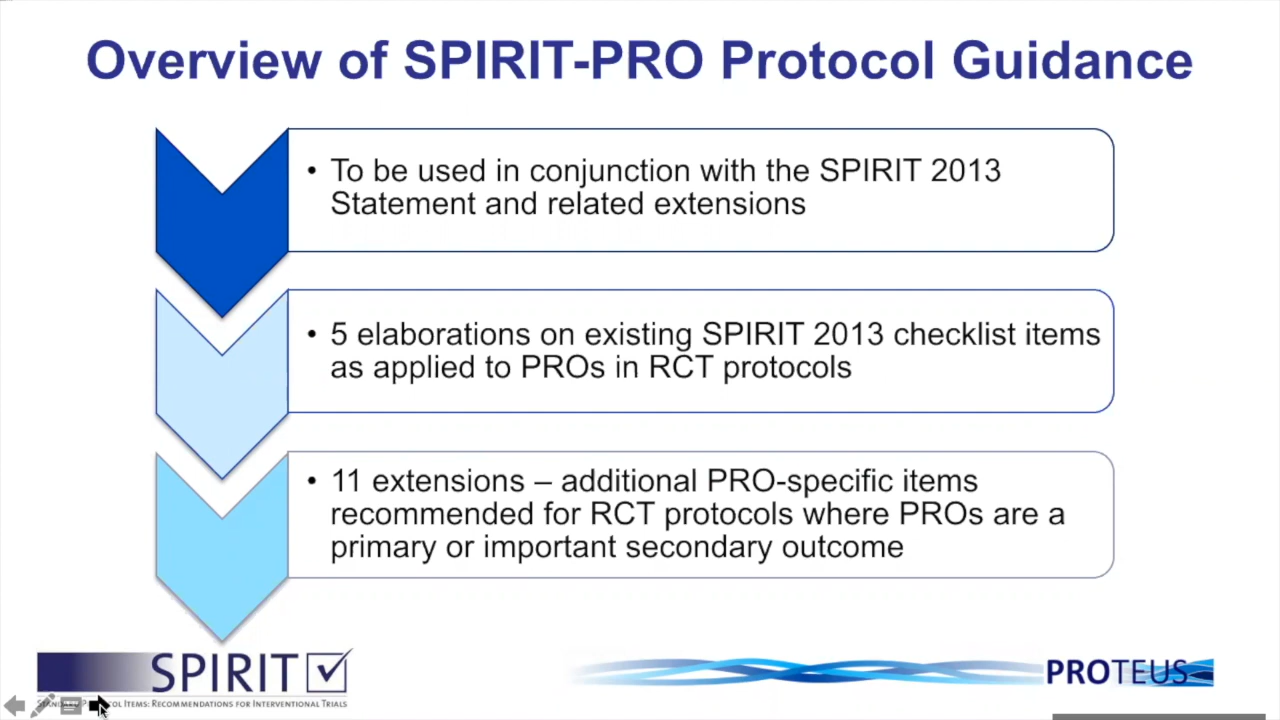 Overview of SPIRIT-PRO Protocol Guidance
• To be used in conjunction with the SPIRIT 2013
Statement and related extensions
• 5 elaborations on existing SPIRIT 2013 checklist items
as applied to PROs in RCT protocols
• 11 extensions – additional PRO-specific items
recommended for RCT protocols where PROs are a
primary or important secondary outcome
SPIRIT
Items: Recommendations for Interventional Trials
PROTEUS